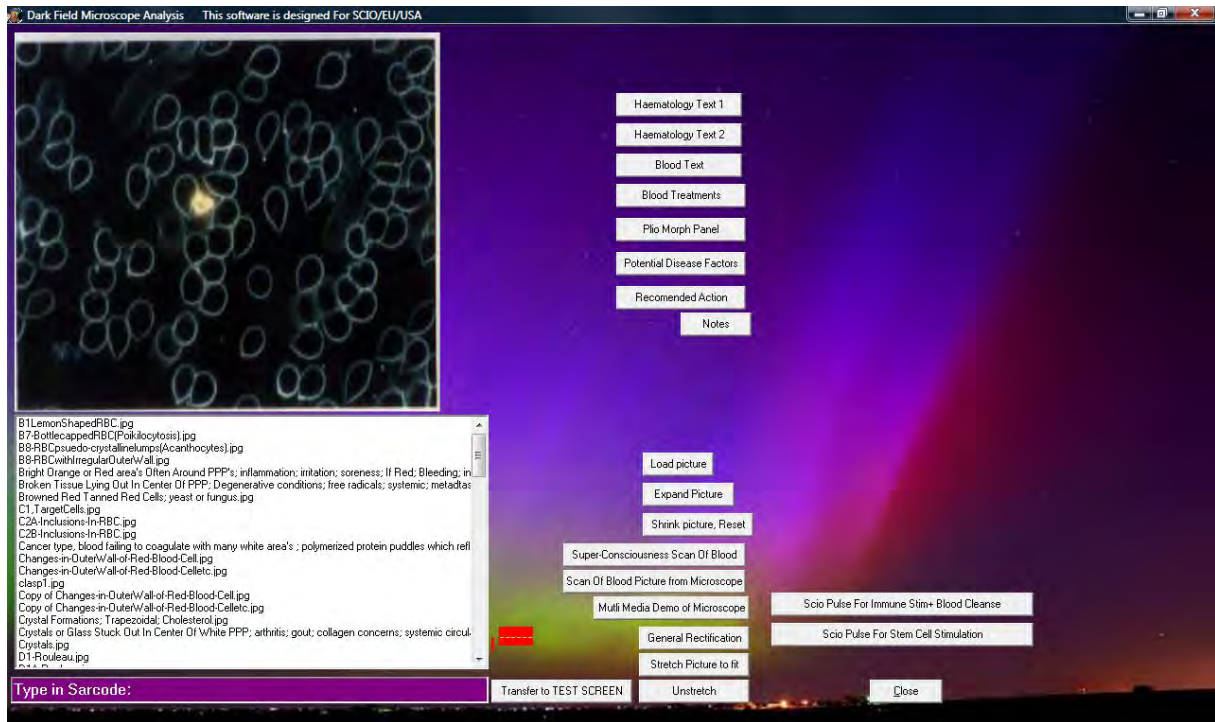 Dark Field Microscope Analysis This software is designed For SCIO/EU/USA
Haematology Text 1
Haematology Text 2
Blood Text
Blood Treatments
Plio Morph Panel
Potential Disease Factors
Recomended Action
Notes
B1LemonShapedRBC.jpg
B7-BottlecappedRBC(Poikilocytosis).jpg
B8-RBCpsuedo-crystallinelumps(Acanthocytes).jpg
B8-RBCwithIrregularOuterWall.jpg
Bright Orange or Red area's Often Around PPP's; inflammation; irritation; soreness; If Red; Bleeding; in
Broken Tissue Lying Out In Center Of PPP; Degenerative conditions; free radicals; systemic; metadtas
Browned Red Tanned Red Cells; yeast or fungus.jpg
C1,TargetCells.jpg
C2A-Inclusions-In-RBC.jpg
C2B-Inclusions-In-RBC.jpg
Cancer type, blood failing to coagulate with many white area's ; polymerized protein puddles which refl
Changes-in-OuterWall-of-Red-Blood-Cell.jpg
Changes-in-OuterWall-of-Red-Blood-Celletc.jpg
clasp1.jpg
Copy of Changes-in-OuterWall-of-Red-Blood-Cell.jpg
Copy of Changes-in-OuterWall-of-Red-Blood-Celletc.jpg
Crystal Formations; Trapezoidal; Cholesterol.jpg
Crystals or Glass Stuck Out In Center Of White PPP; arthritis; gout; collagen concerns; systemic circul
Crystals.jpg
D1-Rouleau.jpg
Load picture
Expand Picture
Shrink picture, Reset
Super-Consciousness Scan Of Blood
Scan Of Blood Picture from Microscope
Mutli Media Demo of Microscope
Scio Pulse For Immune Stim+ Blood Cleanse
General Rectification
Scio Pulse For Stem Cell Stimulation
Stretch Picture to fit
Type in Sarcode:
Transfer to TEST SCREEN
Unstretch
Close